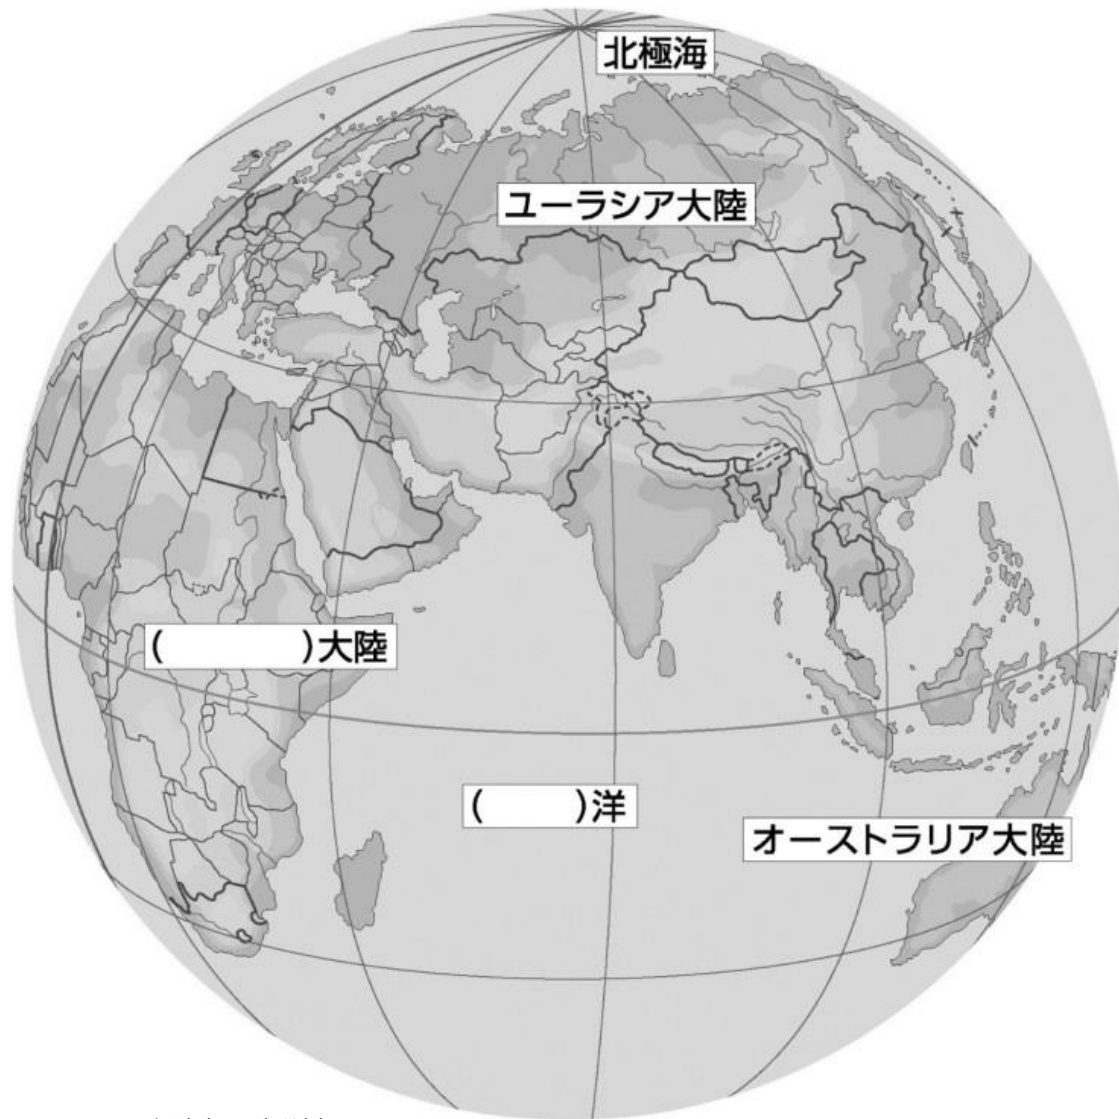 北極海
ユーラシア大陸
(　　　)大陸
(　　　)洋
オーストラリア大陸